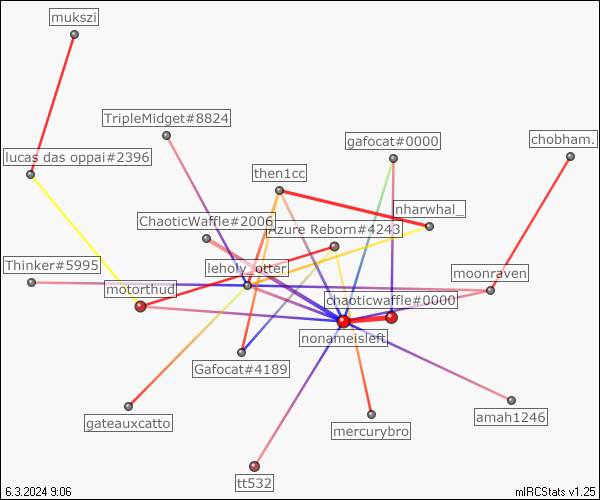 mukszi
TripleMidget#8824
gafocat#0000
chobham.
lucas das oppai#2396
then1cc
nharwhal_
ChaoticWaffle#2006
Azure Reborn#4243
Thinker#5995
leholy_otter
moonraven
motorthud
chaoticwaffle#0000
nonameisleft
Gafocat#4189
gateauxcatto
mercurybro
amah1246
tt532
6.3.2024 9:06
mIRCStats v1.25